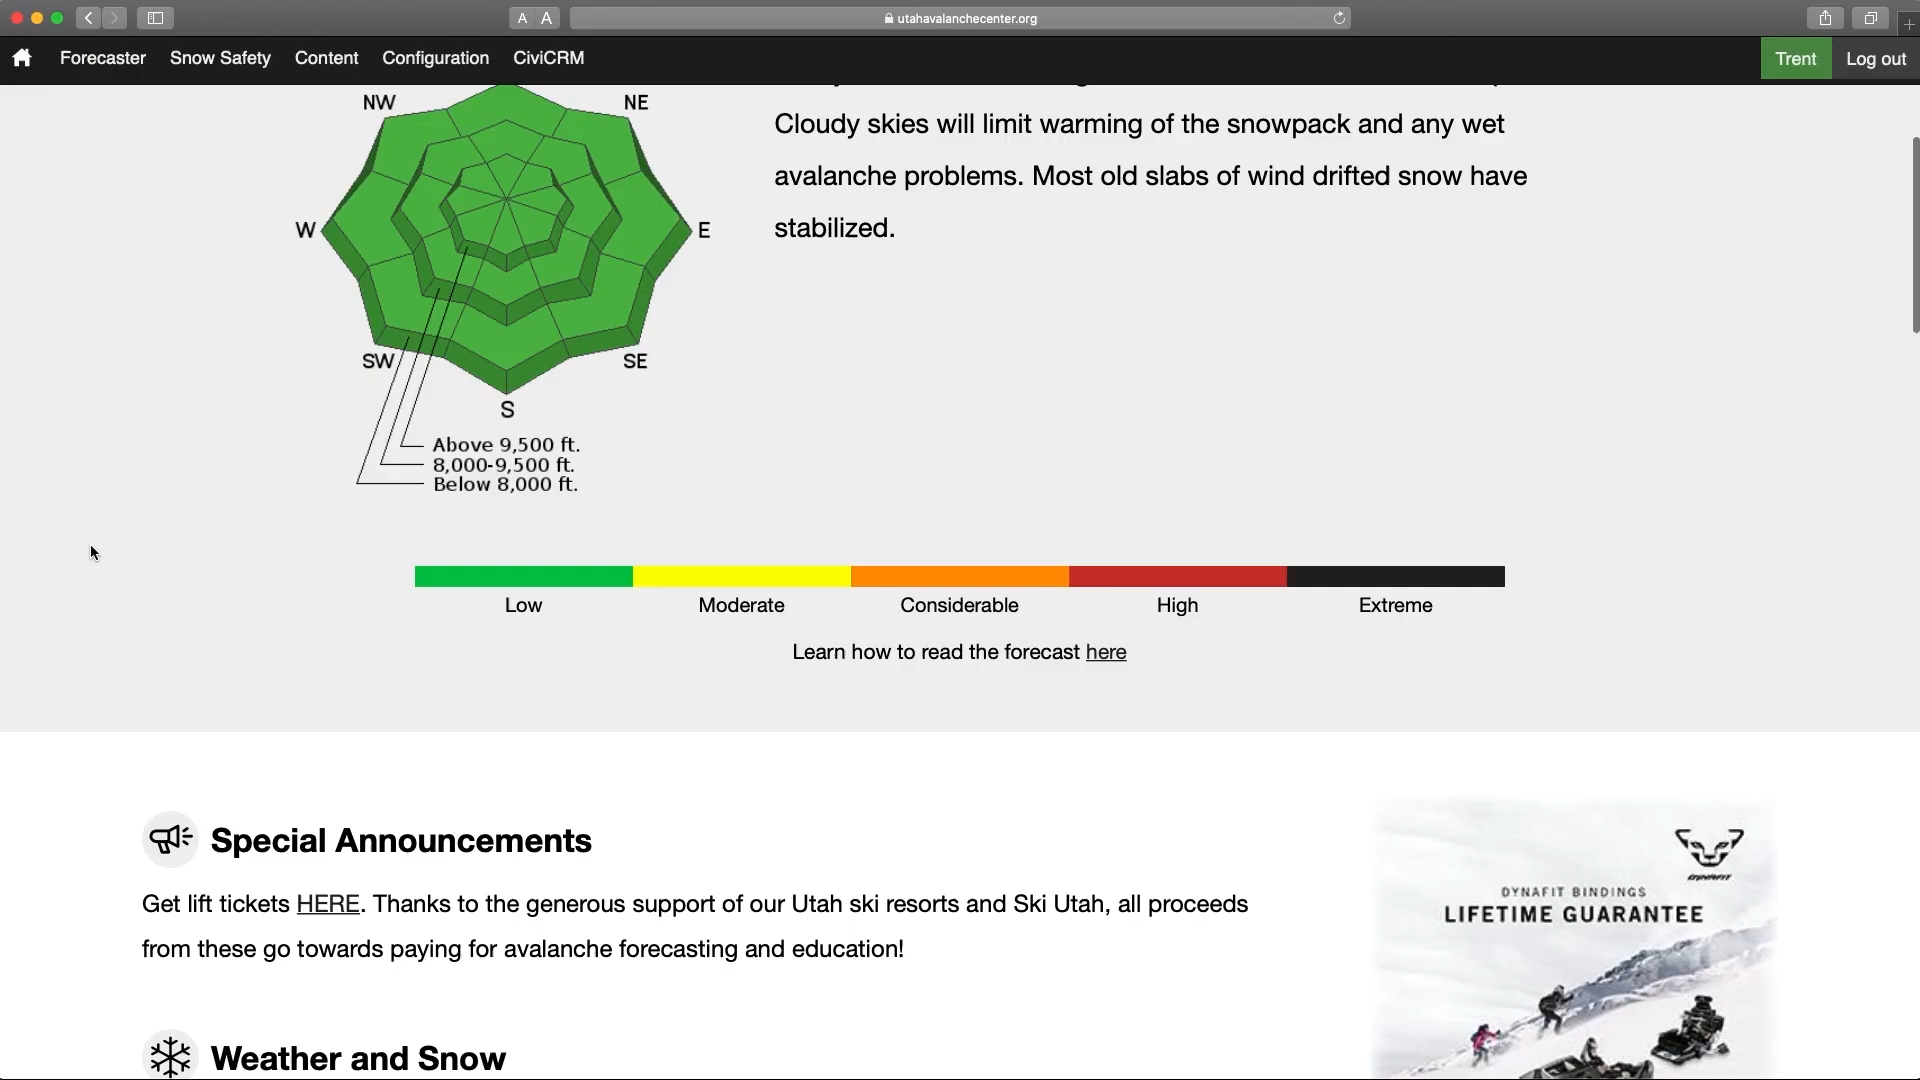 A A utahavalanchecenter.org
Forecaster Snow Safety Content Configuration CiviCRM Trent Log out
NW NE
W E
SW SE
S
Above 9,500 ft.
8,000-9,500 ft.
Below 8,000 ft.
Cloudy skies will limit warming of the snowpack and any wet
avalanche problems. Most old slabs of wind drifted snow have
stabilized.
Low Moderate Considerable High Extreme
Learn how to read the forecast here
Special Announcements
Get lift tickets HERE. Thanks to the generous support of our Utah ski resorts and Ski Utah, all proceeds
from these go towards paying for avalanche forecasting and education!
DYNAFIT
DYNAFIT BINDINGS
LIFETIME GUARANTEE
Weather and Snow